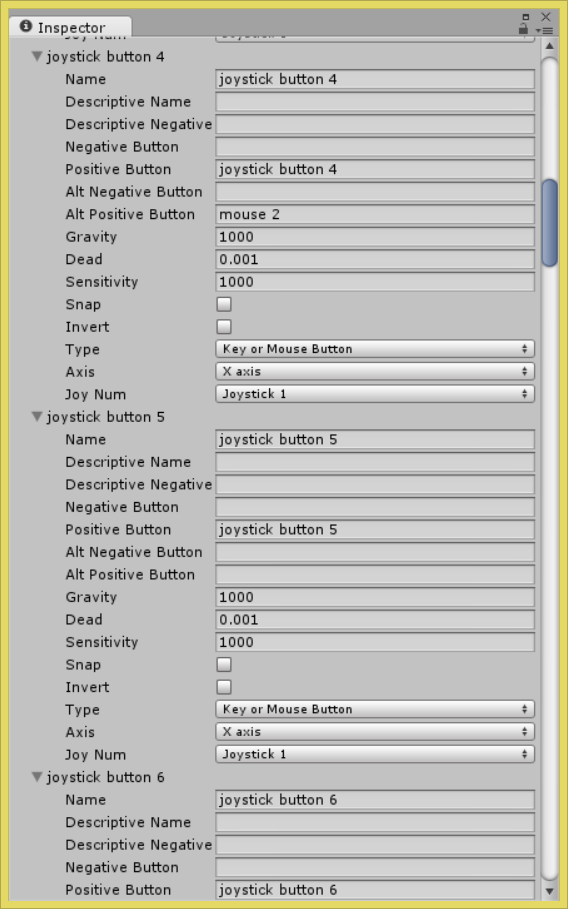 Inspector
joystick button 4
Name joystick button 4
Descriptive Name
Descriptive Negative
Negative Button
Positive Button joystick button 4
Alt Negative Button
Alt Positive Button mouse 2
Gravity 1000
Dead 0.001
Sensitivity 1000
Snap
Invert
Type Key or Mouse Button
Axis X axis
Joy Num Joystick 1
joystick button 5
Name joystick button 5
Descriptive Name
Descriptive Negative
Negative Button
Positive Button joystick button 5
Alt Negative Button
Alt Positive Button
Gravity 1000
Dead 0.001
Sensitivity 1000
Snap
Invert
Type Key or Mouse Button
Axis X axis
Joy Num Joystick 1
joystick button 6
Name joystick button 6
Descriptive Name
Descriptive Negative
Negative Button
Positive Button joystick button 6